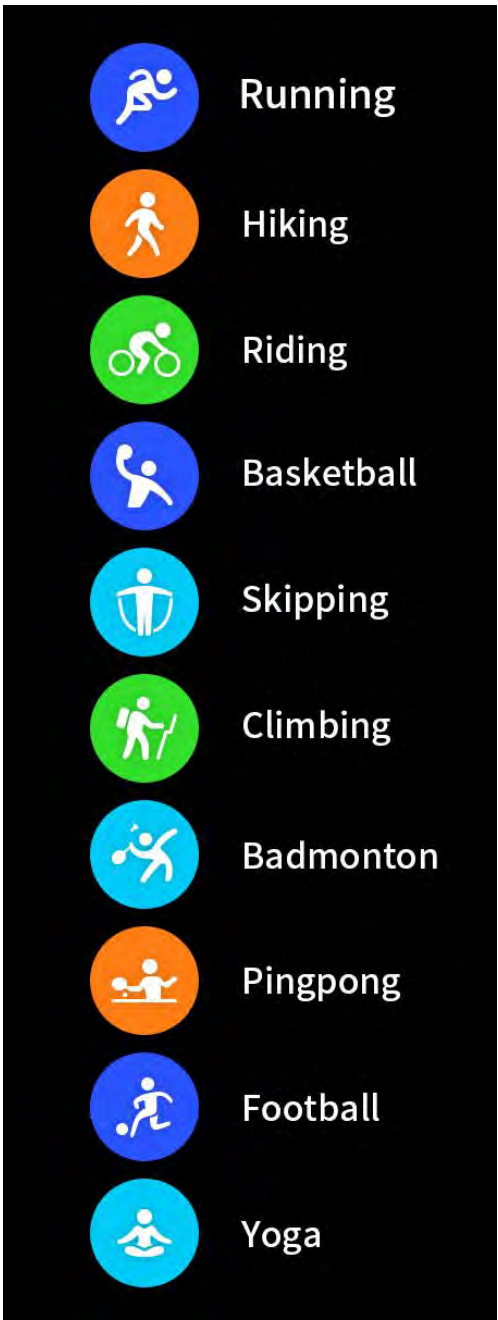 Running
Hiking
Riding
Basketball
Skipping
Climbing
Badmonton
Pingpong
Football
Yoga